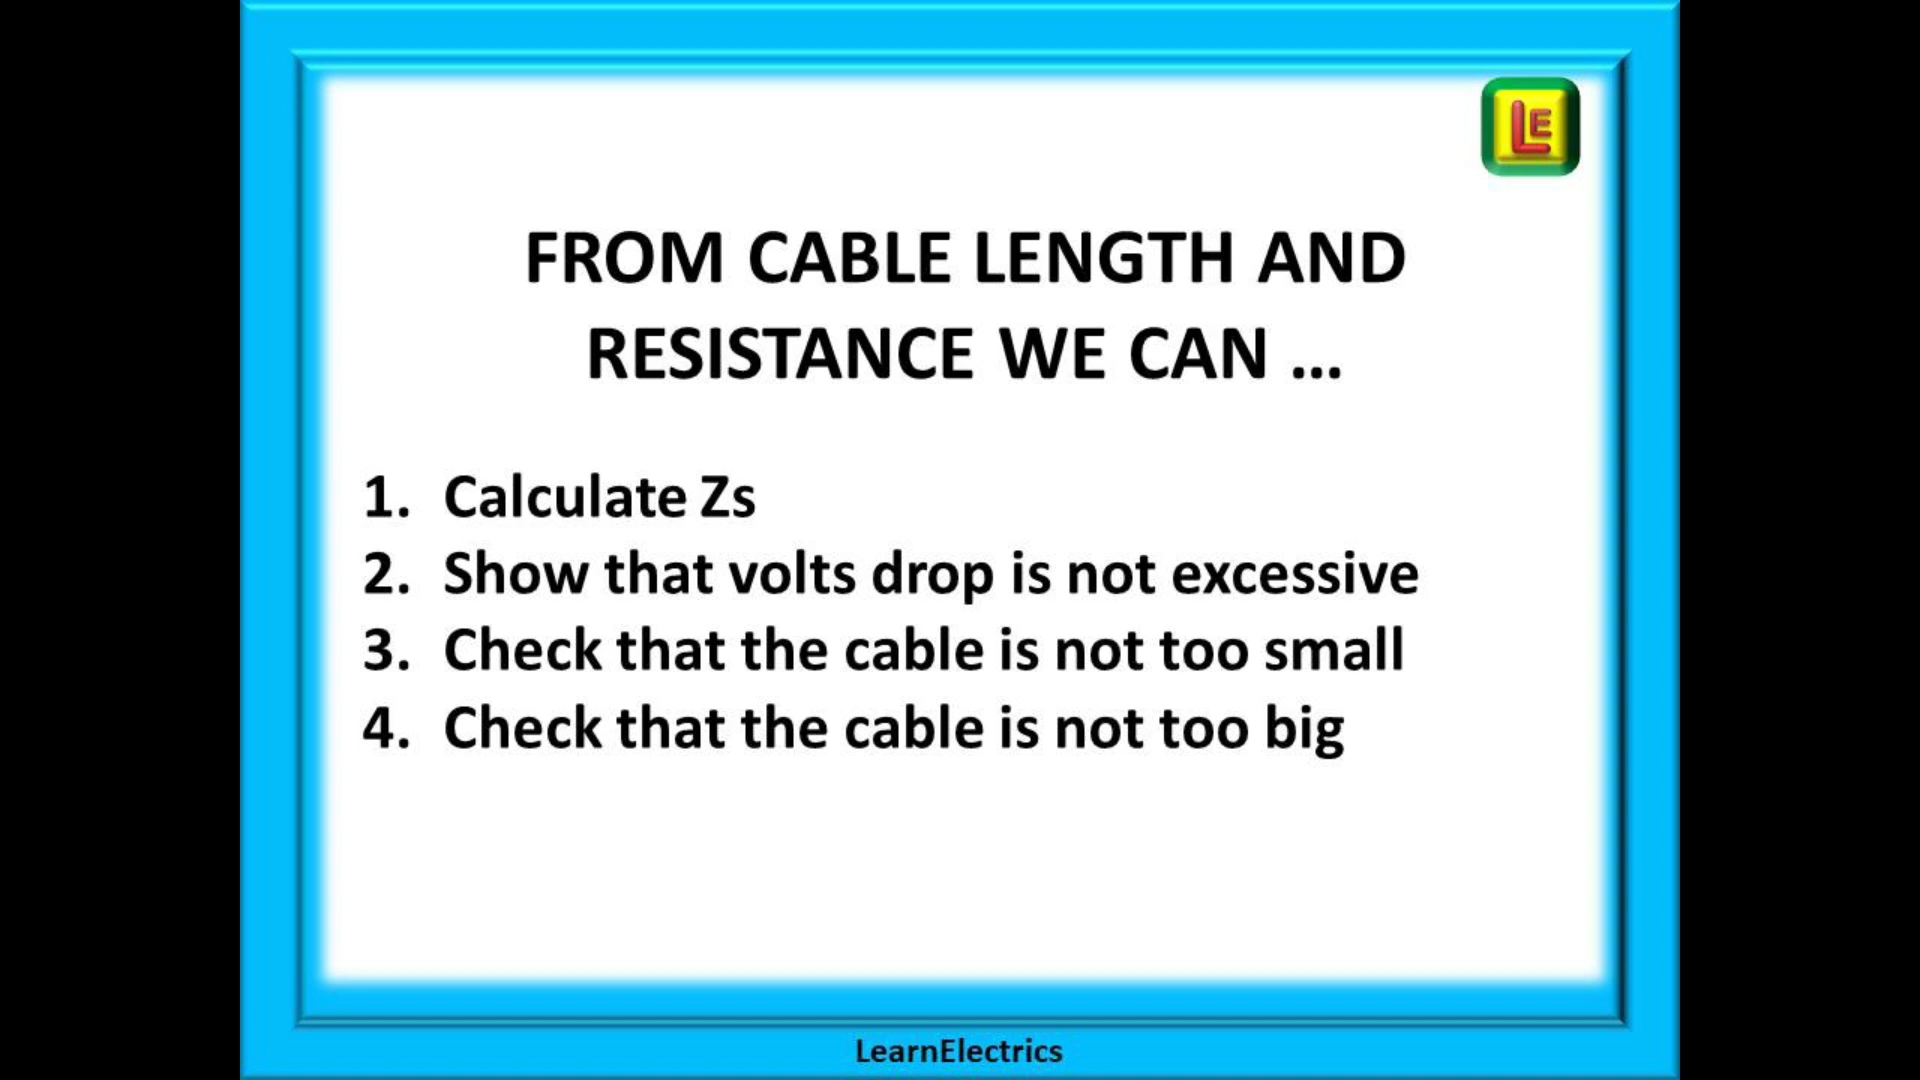 LE
FROM CABLE LENGTH AND
RESISTANCE WE CAN ...
1. Calculate Zs
2. Show that volts drop is not excessive
3. Check that the cable is not too small
4. Check that the cable is not too big
LearnElectrics